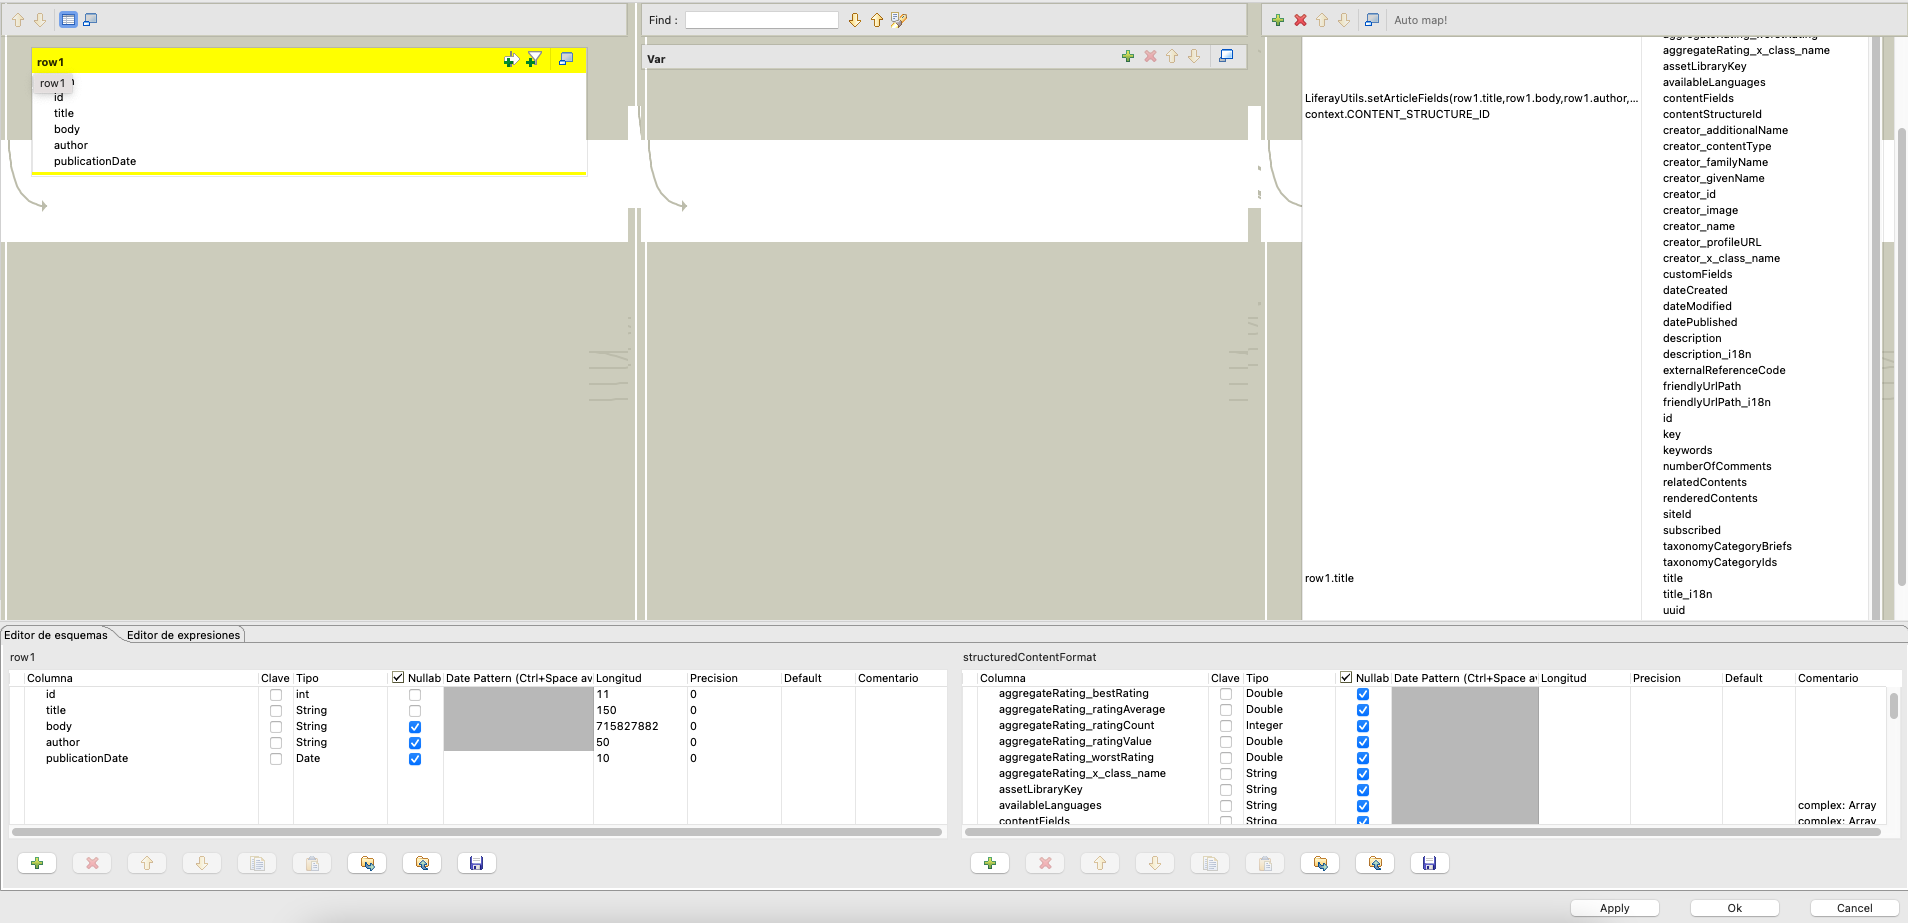 Find :
Auto map!
row1
Var
row1
id
title
body
author
publicationDate
aggregateRating_worstRating
aggregateRating_x_class_name
assetLibraryKey
availableLanguages
LiferayUtils.setArticleFields(row1.title,row1.body,row1.author,... contentFields
context.CONTENT_STRUCTURE_ID contentStructureId
creator_additionalName
creator_contentType
creator_familyName
creator_givenName
creator_id
creator_image
creator_name
creator_profileURL
creator_x_class_name
customFields
dateCreated
dateModified
datePublished
description
description_i18n
externalReferenceCode
friendlyUrlPath
friendlyUrlPath_i18n
id
key
keywords
numberOfComments
relatedContents
renderedContents
siteId
subscribed
taxonomyCategoryBriefs
taxonomyCategoryIds
row1.title title
title_i18n
uuid
Editor de esquemas Editor de expresiones
row1
Columna Clave Tipo Nullab Date Pattern (Ctrl+Space av Longitud Precision Default Comentario
id int 11 0
title String 150 0
body String 715827882 0
author String 50 0
publicationDate Date 10 0
structuredContentFormat
Columna Clave Tipo Nullab Date Pattern (Ctrl+Space av Longitud Precision Default Comentario
aggregateRating_bestRating Double
aggregateRating_ratingAverage Double
aggregateRating_ratingCount Integer
aggregateRating_ratingValue Double
aggregateRating_worstRating Double
aggregateRating_x_class_name String
assetLibraryKey String
availableLanguages String complex: Array
contentFields String complex: Array
Apply Ok Cancel